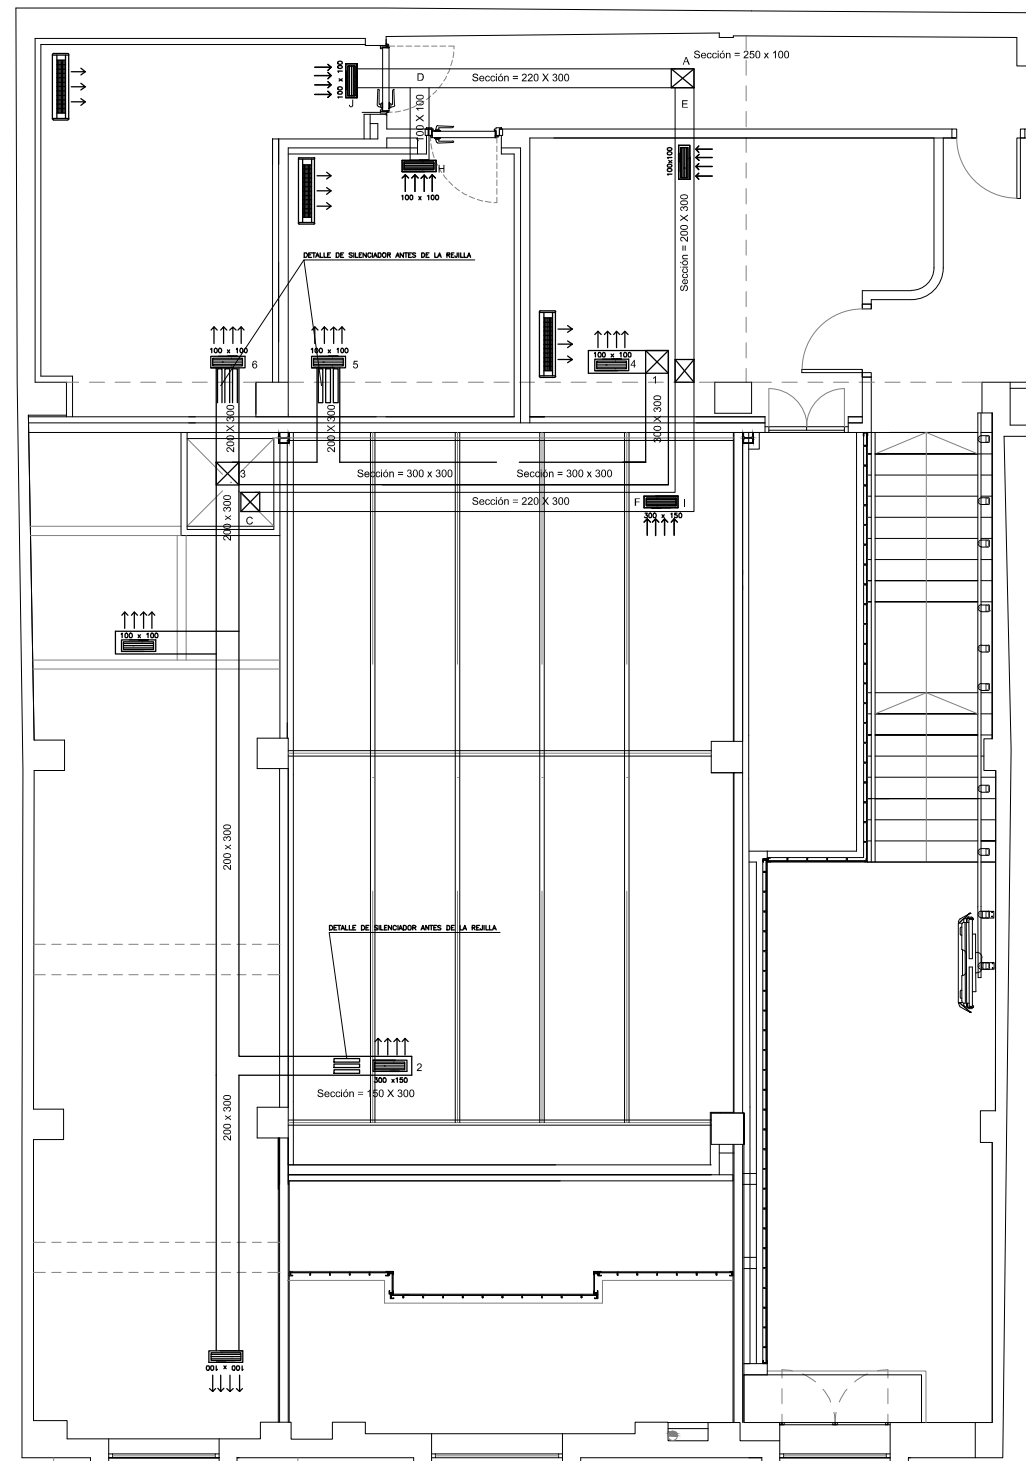 A
Sección = 250 x 100
D
Sección = 220 X 300
E
100 x 100
J
100 X 100
H
100 x 100
100x100
Sección = 200 X 300
DETALLE DE SILENCIADOR ANTES DE LA REJILLA
100 x 100
6
100 x 100
5
100 x 100
4
1
200 X 300
200 X 300
300 X 300
3
Sección = 300 x 300
Sección = 300 x 300
C
Sección = 220 X 300
F
I
300 x 150
200 x 300
100 x 100
200 x 300
DETALLE DE SILENCIADOR ANTES DE LA REJILLA
2
300 x150
Sección = 150 X 300
200 x 300
100 x 100